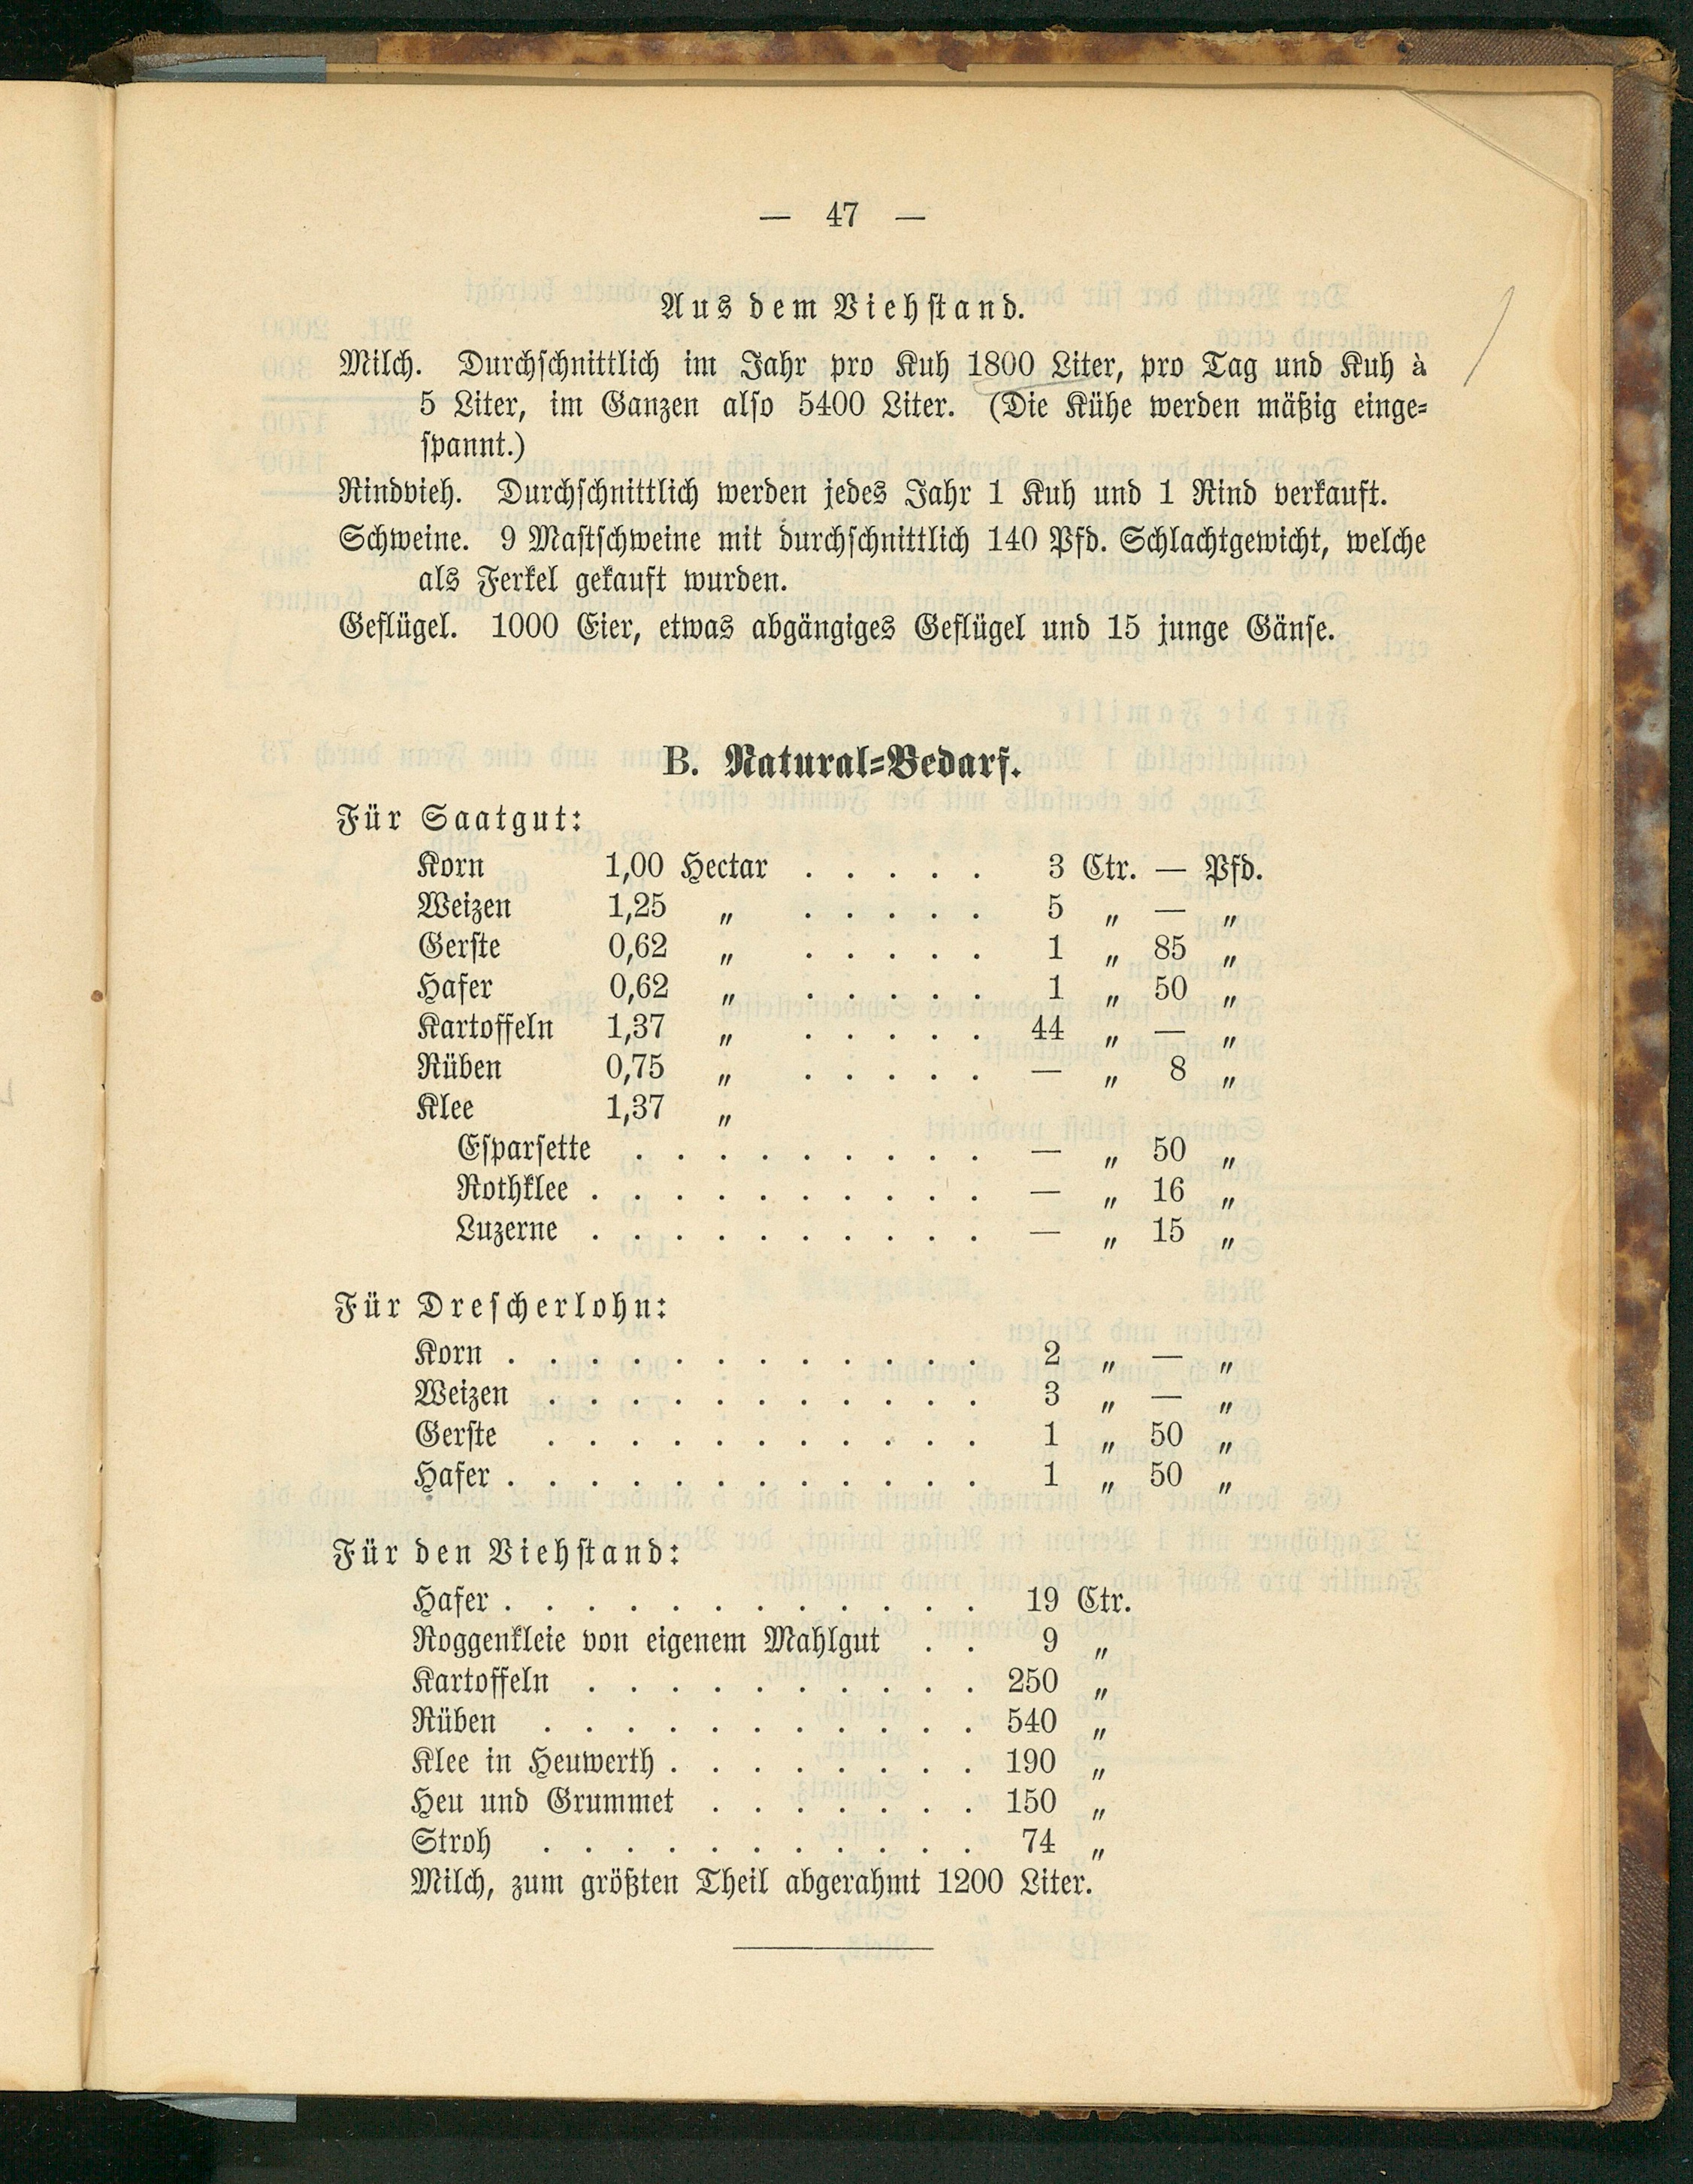 — 47 —
Aus dem Viehstand.
Milch. Durchschnittlich im Jahr pro Kuh 1800 Liter, pro Tag und Kuh à
5 Liter, im Ganzen also 5400 Liter. (Die Kühe werden mäßig einge=
spannt.)
Rindvieh. Durchschnittlich werden jedes Jahr 1 Kuh und 1 Rind verkauft.
Schweine. 9 Mastschweine mit durchschnittlich 140 Pfd. Schlachtgewicht, welche
als Ferkel gekauft wurden.
Geflügel. 1000 Eier, etwas abgängiges Geflügel und 15 junge Gänse.
B. Natural=Bedarf.
Für Saatgut:
Korn 1,00 Hectar . . . . . 3 Ctr. — Pfd.
Weizen 1,25 „ . . . . . 5 „ — „
Gerste 0,62 „ . . . . . 1 „ 85 „
Hafer 0,62 „ . . . . . 1 „ 50 „
Kartoffeln 1,37 „ . . . . . 44 „ — „
Rüben 0,75 „ . . . . . — „ 8 „
Klee 1,37 „
Esparsette . . . . . . . . . — „ 50 „
Rothklee . . . . . . . . . . — „ 16 „
Luzerne . . . . . . . . . . — „ 15 „
Für Drescherlohn:
Korn . . . . . . . . . . . . 2 „ — „
Weizen . . . . . . . . . . . 3 „ — „
Gerste . . . . . . . . . . . 1 „ 50 „
Hafer . . . . . . . . . . . . 1 „ 50 „
Für den Viehstand:
Hafer . . . . . . . . . . . . 19 Ctr.
Roggenkleie von eigenem Mahlgut . . 9 „
Kartoffeln . . . . . . . . . . 250 „
Rüben . . . . . . . . . . . 540 „
Klee in Heuwerth . . . . . . . . 190 „
Heu und Grummet . . . . . . . 150 „
Stroh . . . . . . . . . . . 74 „
Milch, zum größten Theil abgerahmt 1200 Liter.